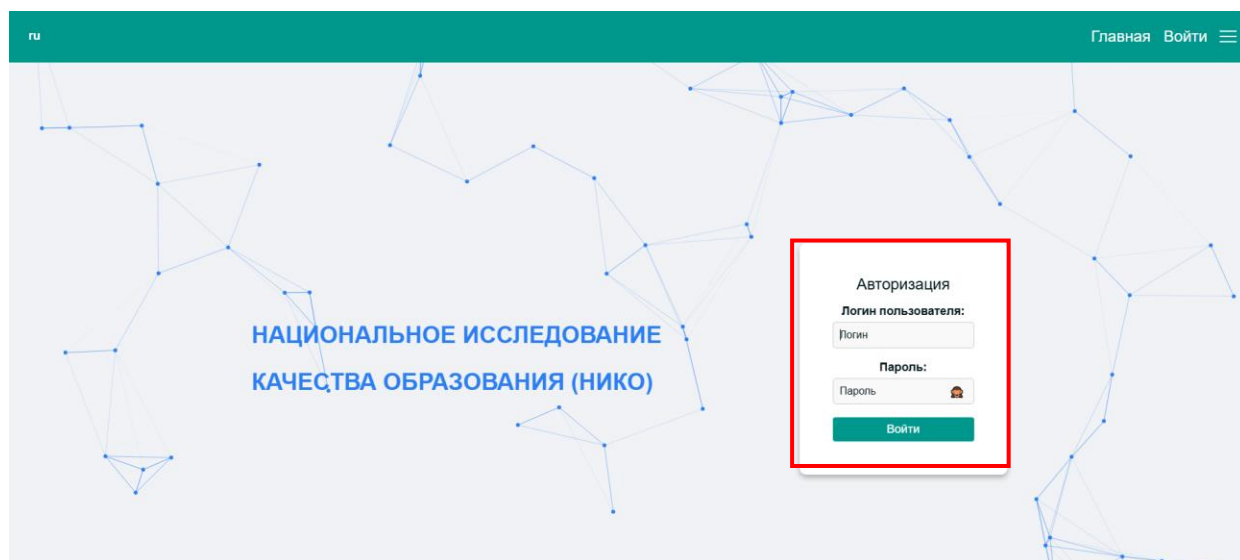 ru
Главная Войти
НАЦИОНАЛЬНОЕ ИССЛЕДОВАНИЕ
КАЧЕСТВА ОБРАЗОВАНИЯ (НИКО)
Авторизация
Логин пользователя:
Логин
Пароль:
Пароль
Войти